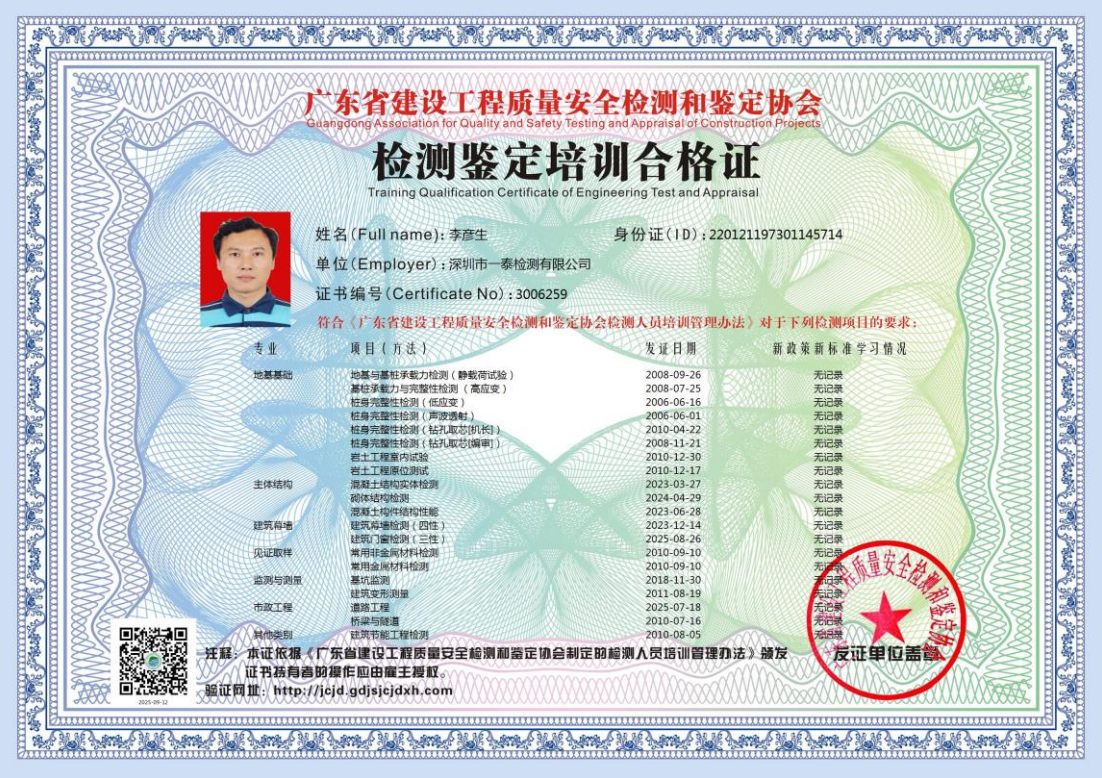 广东省建设工程质量安全检测和鉴定协会
Guangdong Association for Quality and Safety Testing and Appraisal of Construction Projects
检测鉴定培训合格证
Training Qualification Certificate of Engineering Test and Appraisal
姓名(Full name): 李彦生 身份证(ID): 220121197301145714
单位(Employer): 深圳市一泰检测有限公司
证书编号(Certificate No): 3006259
符合《广东省建设工程质量安全检测和鉴定协会检测人员培训管理办法》对于下列检测项目的要求:
专业 项目(方法) 发证日期 新政策新标准学习情况
地基基础 地基与基桩承载力检测(静载荷试验) 2008-09-26 无记录
基桩承载力与完整性检测(高应变) 2008-07-25 无记录
桩身完整性检测(低应变) 2006-06-16 无记录
桩身完整性检测(声波透射) 2006-06-01 无记录
桩身完整性检测(钻孔取芯[机长]) 2010-04-22 无记录
桩身完整性检测(钻孔取芯[编审]) 2008-11-21 无记录
岩土工程室内试验 2010-12-30 无记录
岩土工程原位测试 2010-12-17 无记录
主体结构 混凝土结构实体检测 2023-03-27 无记录
砌体结构检测 2024-04-29 无记录
混凝土构件结构性能 2023-06-28 无记录
建筑幕墙 建筑幕墙检测(四性) 2023-12-14 无记录
建筑门窗检测(三性) 2025-08-26 无记录
见证取样 常用非金属材料检测 2010-09-10 无记录
常用金属材料检测 2010-09-10 无记录
监测与测量 基坑监测 2018-11-30 无记录
建筑变形测量 2011-08-19 无记录
市政工程 道路工程 2025-07-18 无记录
桥梁与隧道 2010-07-16 无记录
其他类别 建筑节能工程检测 2010-08-05 无记录
注释: 本证依据《广东省建设工程质量安全检测和鉴定协会制定的检测人员培训管理办法》颁发
证书持有者的操作应由雇主授权。
验证网址: http://jcjd.gdjsjcjdxh.com
发证单位盖章
2025-09-12